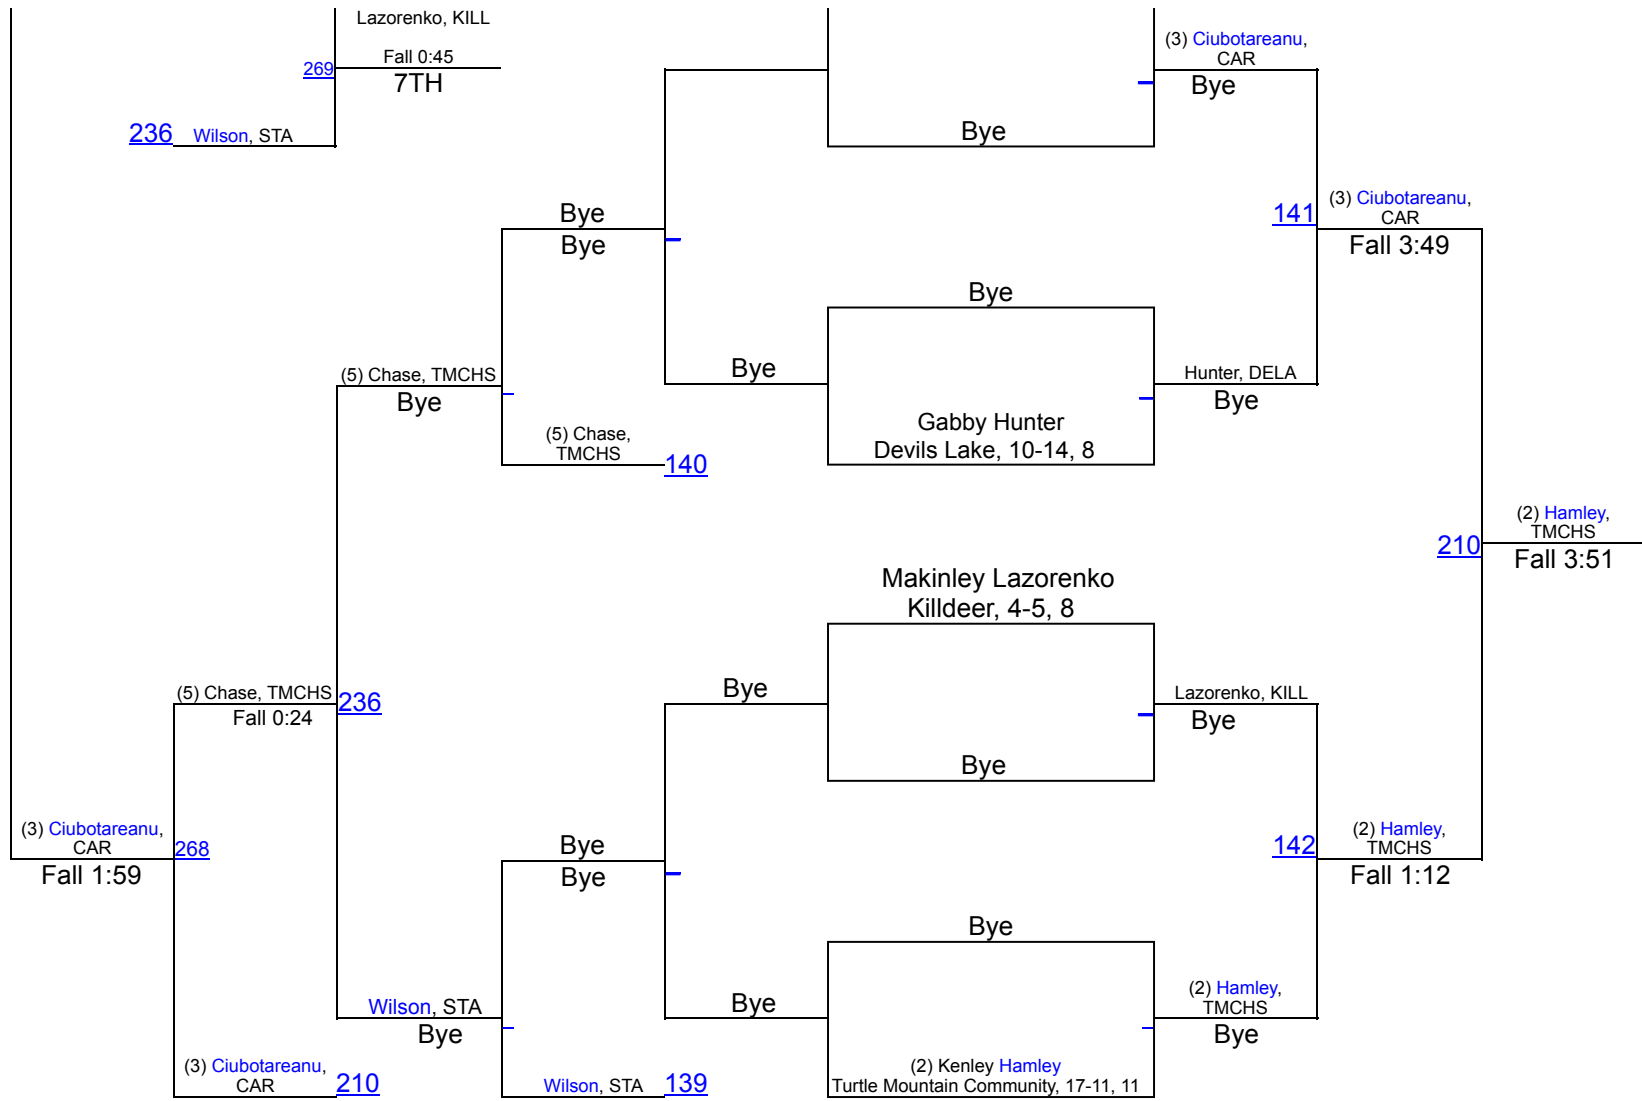 Lazorenko, KILL
Fall 0:45
269
7TH
236 Wilson, STA
(3) Ciubotareanu,
CAR
Bye
Bye
Bye
Bye
141
(3) Ciubotareanu,
CAR
Fall 3:49
Bye
(5) Chase, TMCHS
Bye
Bye
Hunter, DELA
Bye
Gabby Hunter
Devils Lake, 10-14, 8
(5) Chase,
TMCHS
140
(2) Hamley,
TMCHS
210
Fall 3:51
Makinley Lazorenko
Killdeer, 4-5, 8
(5) Chase, TMCHS
236
Fall 0:24
Bye
Lazorenko, KILL
Bye
Bye
(3) Ciubotareanu,
CAR
268
Fall 1:59
Bye
Bye
142
(2) Hamley,
TMCHS
Fall 1:12
Bye
Wilson, STA
Bye
Bye
(2) Hamley,
TMCHS
Bye
(3) Ciubotareanu,
CAR
210
Wilson, STA 139
(2) Kenley Hamley
Turtle Mountain Community, 17-11, 11